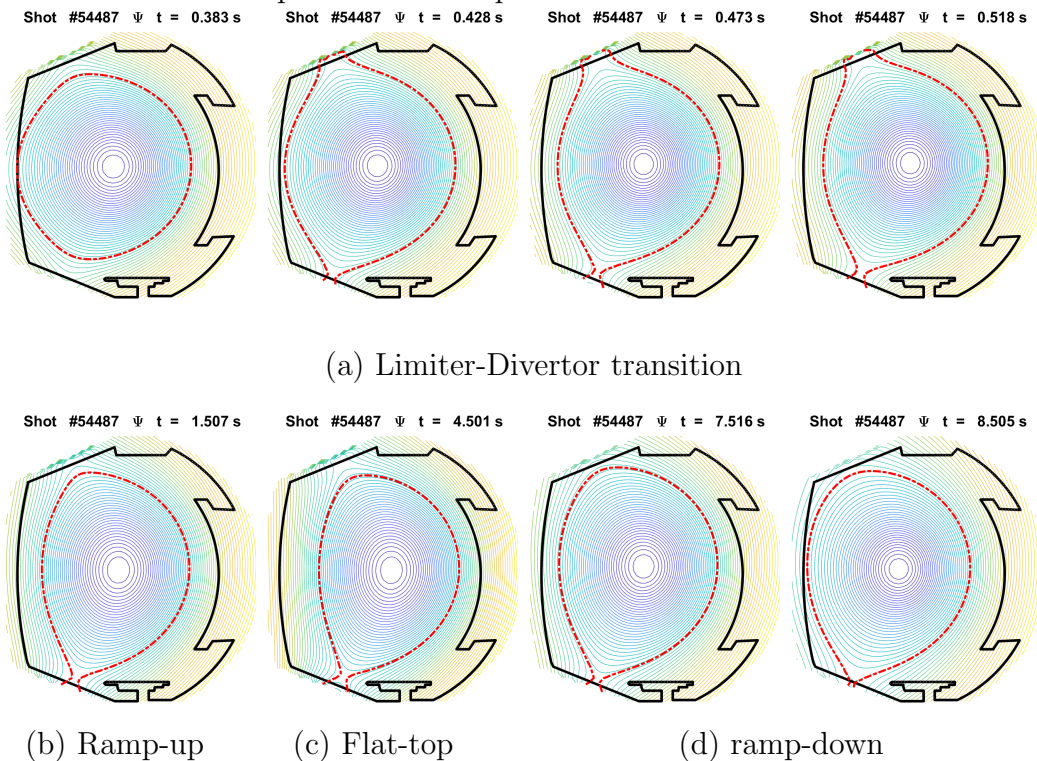 Shot #54487 Ψ t = 0.383 s
Shot #54487 Ψ t = 0.428 s
Shot #54487 Ψ t = 0.473 s
Shot #54487 Ψ t = 0.518 s
(a) Limiter-Divertor transition
Shot #54487 Ψ t = 1.507 s
Shot #54487 Ψ t = 4.501 s
Shot #54487 Ψ t = 7.516 s
Shot #54487 Ψ t = 8.505 s
(b) Ramp-up
(c) Flat-top
(d) ramp-down